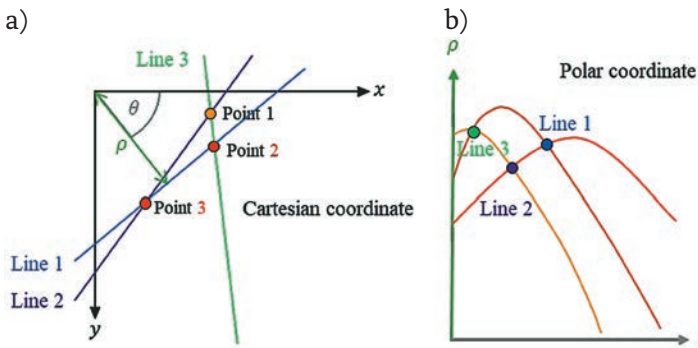 a)
Line 3
x
θ
Point 1
ρ
Point 2
Point 3
Cartesian coordinate
Line 1
Line 2
y
b)
ρ
Polar coordinate
Line 1
Line 3
Line 2